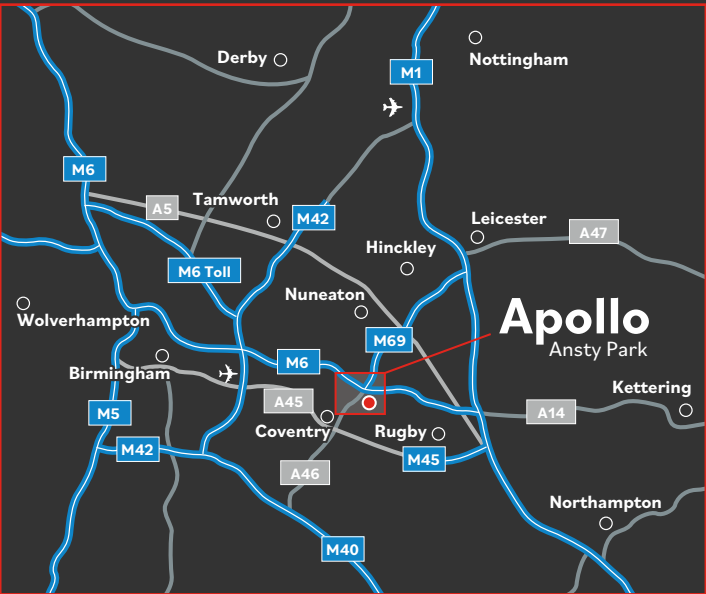 Derby
Nottingham
M1
M6
A5
Tamworth
M42
Leicester
A47
Hinckley
M6 Toll
Nuneaton
Wolverhampton
Apollo
Ansty Park
M69
M6
Birmingham
Kettering
A45
M5
A14
Coventry
Rugby
M42
M45
A46
Northampton
M40